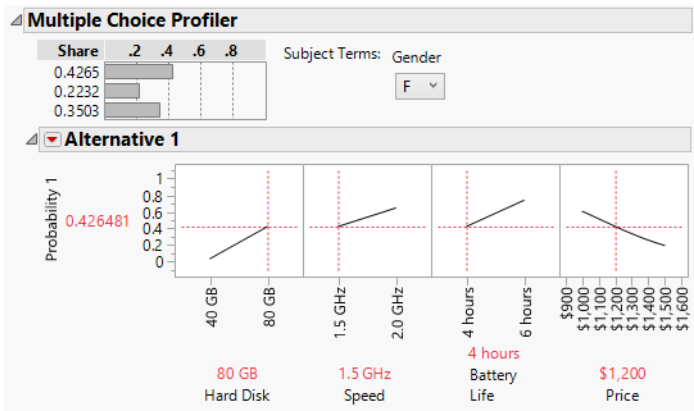 Multiple Choice Profiler
Share .2 .4 .6 .8
0.4265
0.2232
0.3503
Subject Terms: Gender
F
Alternative 1
Probability 1
0.426481
1
0.8
0.6
0.4
0.2
0
40 GB
80 GB
1.5 GHz
2.0 GHz
4 hours
6 hours
$900
$1,000
$1,100
$1,200
$1,300
$1,400
$1,500
$1,600
80 GB
Hard Disk
1.5 GHz
Speed
4 hours
Battery
Life
$1,200
Price